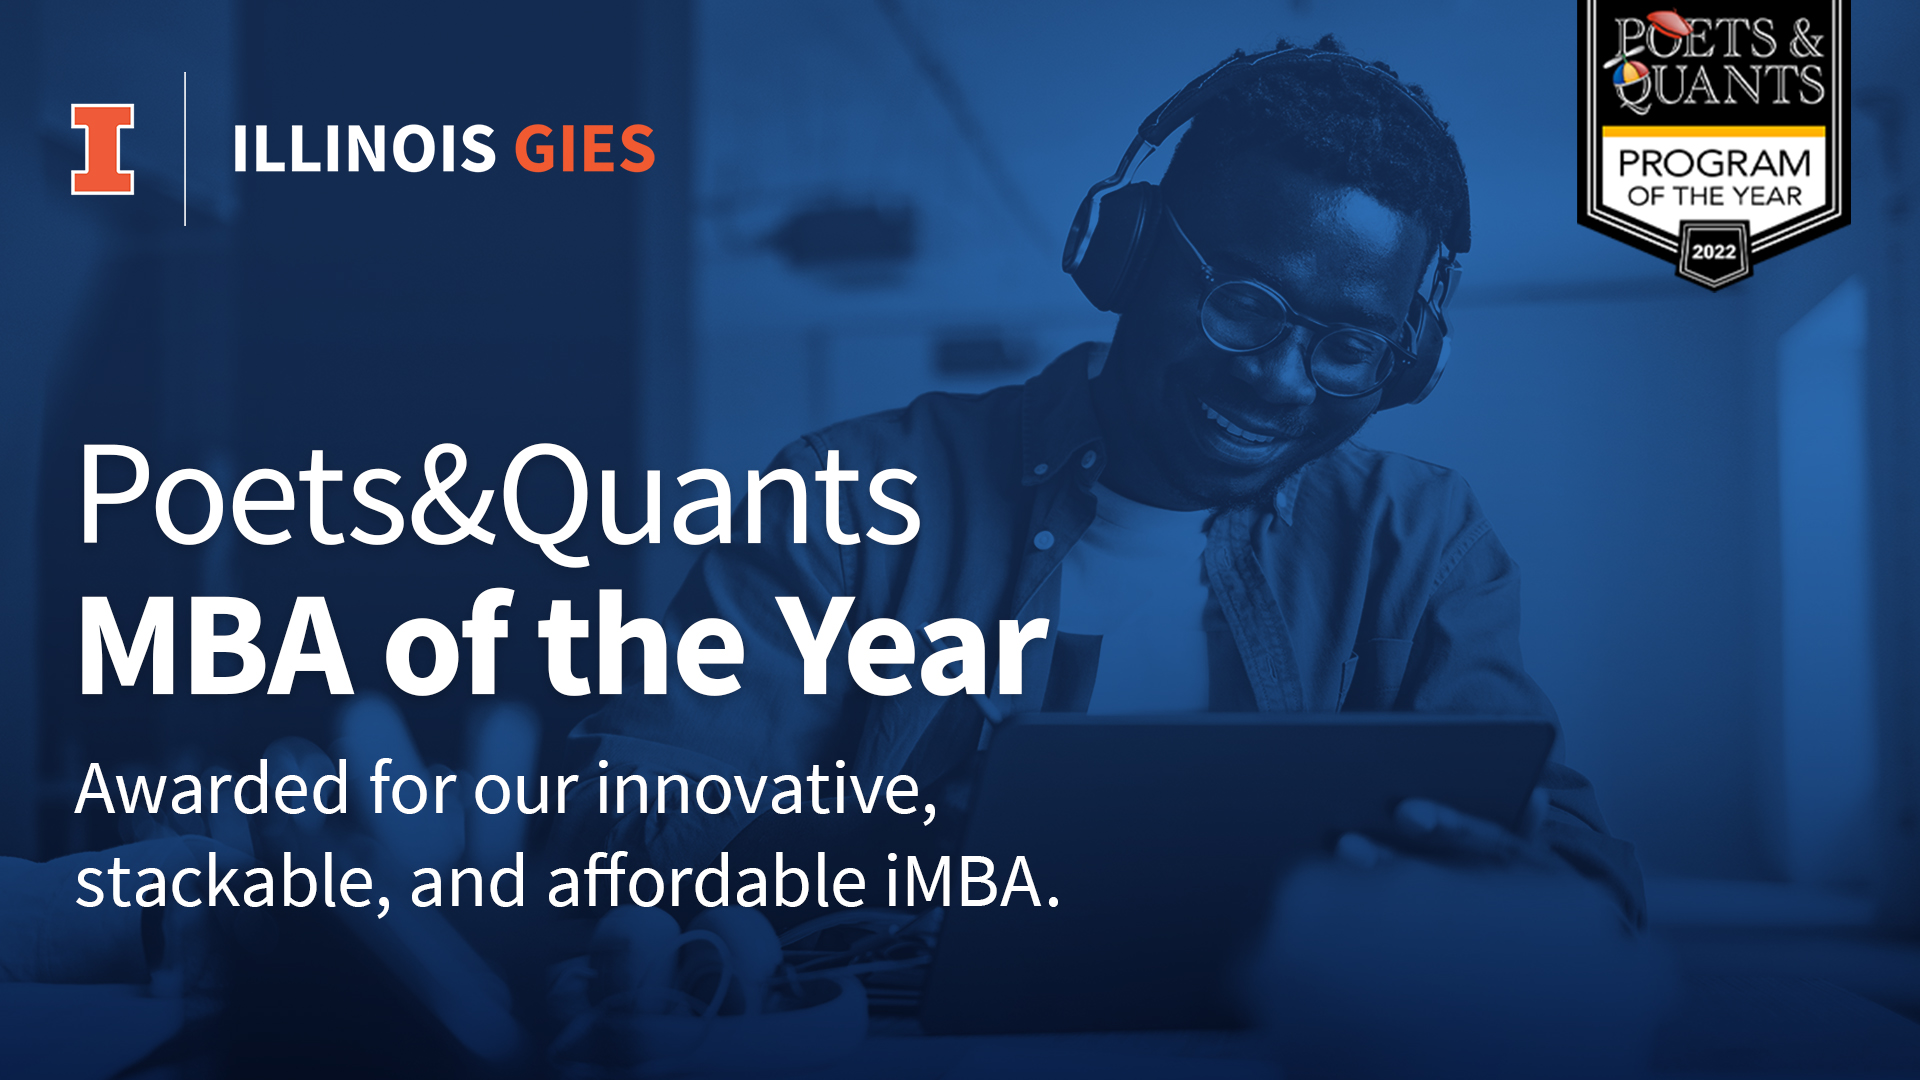 I
ILLINOIS GIES
POETS &
QUANTS
PROGRAM
OF THE YEAR
2022
Poets&Quants
MBA of the Year
Awarded for our innovative,
stackable, and affordable iMBA.